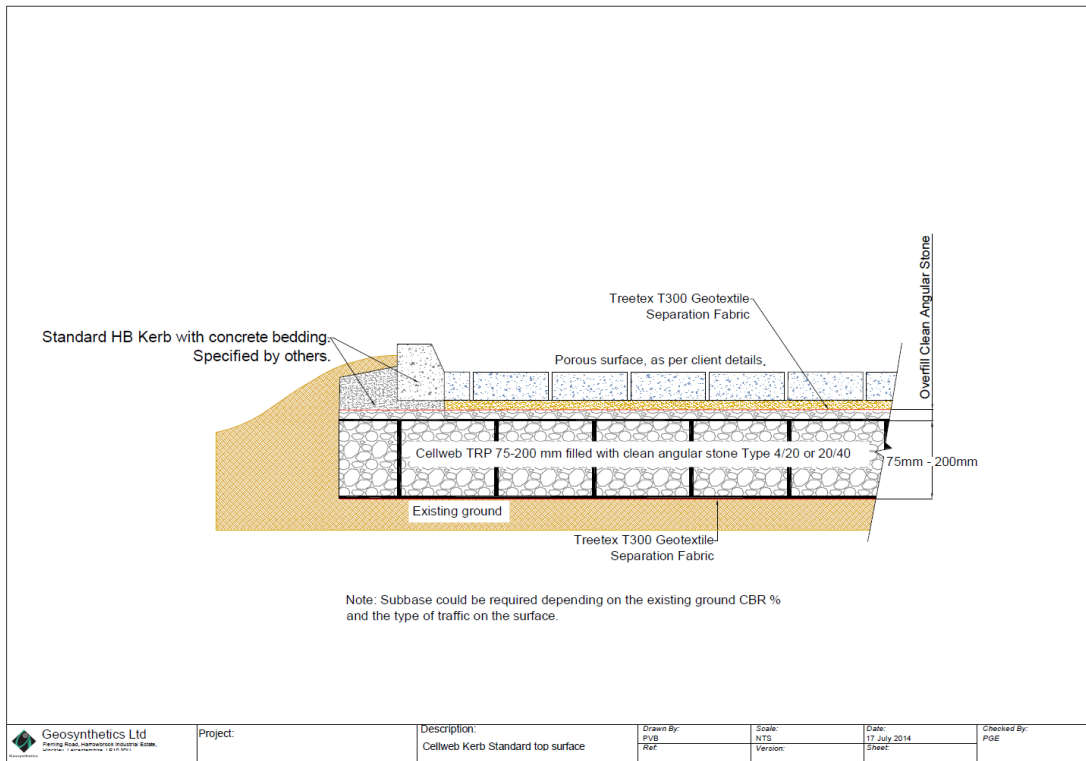 Overfill Clean Angular Stone
Treetex T300 Geotextile
Separation Fabric
Standard HB Kerb with concrete bedding.
Specified by others.
Porous surface, as per client details.
Cellweb TRP 75-200 mm filled with clean angular stone Type 4/20 or 20/40
75mm - 200mm
Existing ground
Treetex T300 Geotextile
Separation Fabric
Note: Subbase could be required depending on the existing ground CBR %
and the type of traffic on the surface.
Geosynthetics Ltd
Fleming Road, Harrowbrook Industrial Estate,
Hinckley, Leicestershire, LE10 3DU
Geosynthetics
Project:
Description:
Cellweb Kerb Standard top surface
Drawn By:
PVB
Ref:
Scale:
NTS
Version:
Date:
17 July 2014
Sheet:
Checked By:
PGE